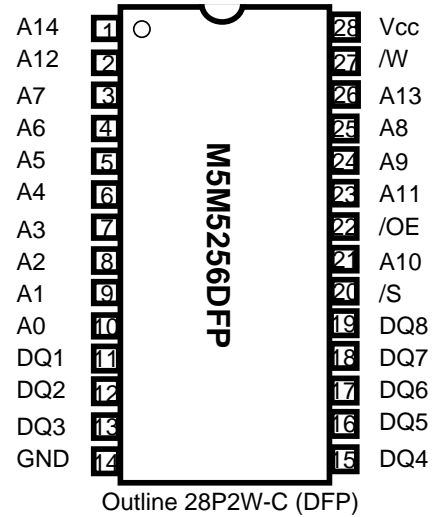 A14 1 28 Vcc
A12 2 27 /W
A7 3 26 A13
A6 4 25 A8
A5 5 24 A9
A4 6 23 A11
A3 7 22 /OE
A2 8 21 A10
A1 9 20 /S
A0 10 19 DQ8
DQ1 11 18 DQ7
DQ2 12 17 DQ6
DQ3 13 16 DQ5
GND 14 15 DQ4
M5M5256DFP
Outline 28P2W-C (DFP)